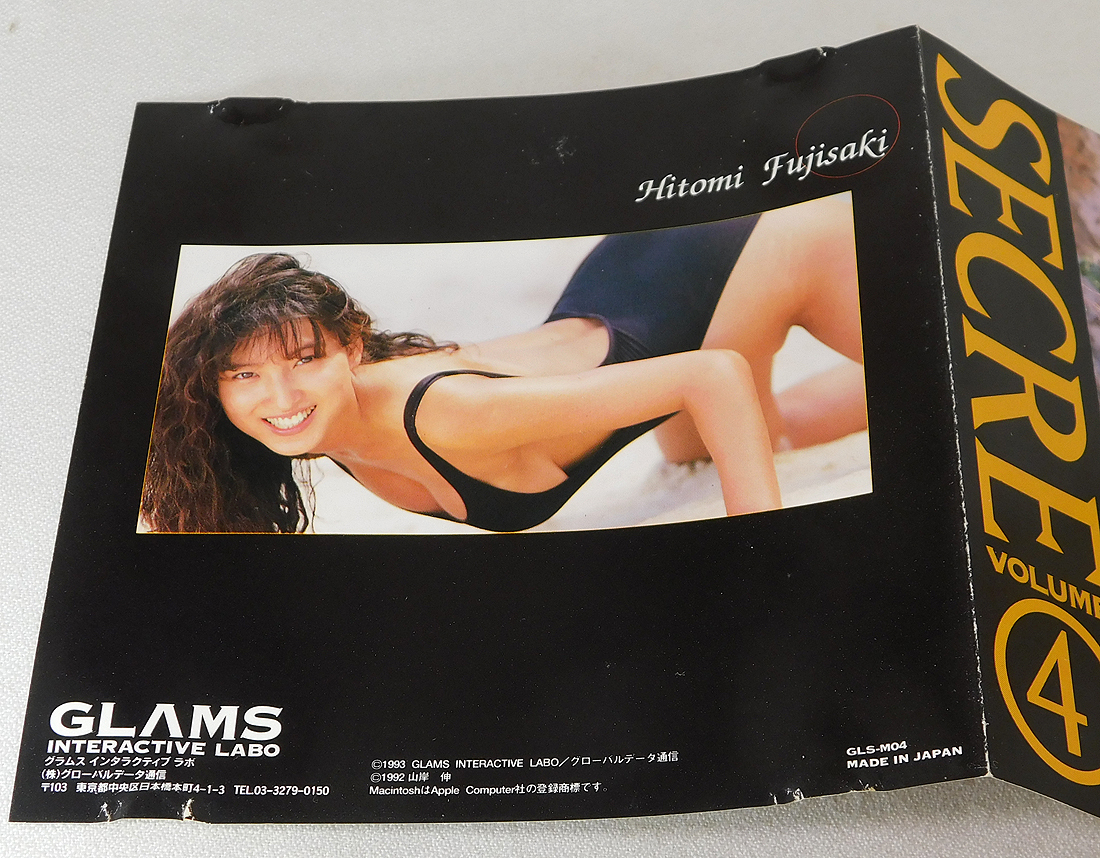 Hitomi Fujisaki
GLAMS
INTERACTIVE LABO
グラムス インタラクティブ ラボ
(株)グローバルデータ通信
〒103 東京都中央区日本橋本町4-1-3 TEL.03-3279-0150
©1993 GLAMS INTERACTIVE LABO/グローバルデータ通信
©1992 山岸 伸
MacintoshはApple Computer社の登録商標です。
GLS-M04
MADE IN JAPAN
SECRE
VOLUME
4